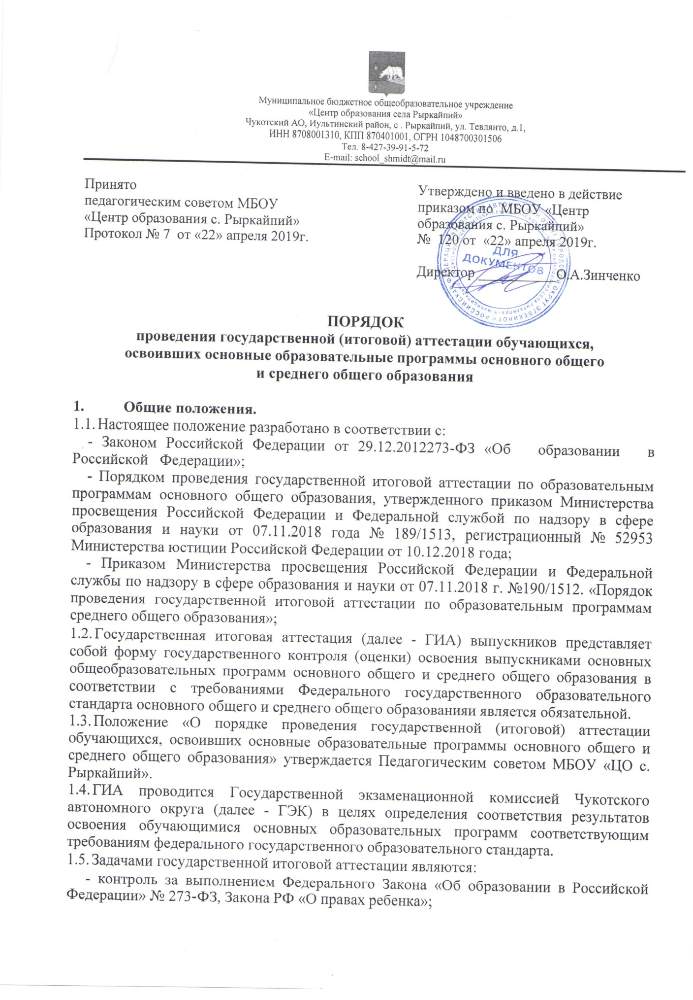 Муниципальное бюджетное общеобразовательное учреждение
«Центр образования села Рыркайпий»
Чукотский АО, Иультинский район, с . Рыркайпий, ул. Тевлянто, д.1,
ИНН 8708001310, КПП 870401001, ОГРН 1048700301506
Тел. 8-427-39-91-5-72
E-mail: school_shmidt@mail.ru
Принято
педагогическим советом МБОУ
«Центр образования с. Рыркайпий»
Протокол № 7 от «22» апреля 2019г.
Утверждено и введено в действие
приказом по МБОУ «Центр
образования с. Рыркайпий»
№ 120 от «22» апреля 2019г.
Директор ___________ О.А.Зинченко
ДЛЯ
ДОКУМЕНТОВ
РОССИЙСКАЯ ФЕДЕРАЦИЯ ЧУКОТСКИЙ АВТОНОМНЫЙ ОКРУГ ГОРОДСКОЙ ОКРУГ ЭГВЕКИНОТ
ПОРЯДОК
проведения государственной (итоговой) аттестации обучающихся,
освоивших основные образовательные программы основного общего
и среднего общего образования
1. Общие положения.
1.1. Настоящее положение разработано в соответствии с:
- Законом Российской Федерации от 29.12.2012273-ФЗ «Об образовании в
Российской Федерации»;
- Порядком проведения государственной итоговой аттестации по образовательным
программам основного общего образования, утвержденного приказом Министерства
просвещения Российской Федерации и Федеральной службой по надзору в сфере
образования и науки от 07.11.2018 года № 189/1513, регистрационный № 52953
Министерства юстиции Российской Федерации от 10.12.2018 года;
- Приказом Министерства просвещения Российской Федерации и Федеральной
службы по надзору в сфере образования и науки от 07.11.2018 г. №190/1512. «Порядок
проведения государственной итоговой аттестации по образовательным программам
среднего общего образования»;
1.2. Государственная итоговая аттестация (далее - ГИА) выпускников представляет
собой форму государственного контроля (оценки) освоения выпускниками основных
общеобразовательных программ основного общего и среднего общего образования в
соответствии с требованиями Федерального государственного образовательного
стандарта основного общего и среднего общего образованияи является обязательной.
1.3. Положение «О порядке проведения государственной (итоговой) аттестации
обучающихся, освоивших основные образовательные программы основного общего и
среднего общего образования» утверждается Педагогическим советом МБОУ «ЦО с.
Рыркайпий».
1.4. ГИА проводится Государственной экзаменационной комиссией Чукотского
автономного округа (далее - ГЭК) в целях определения соответствия результатов
освоения обучающимися основных образовательных программ соответствующим
требованиям федерального государственного образовательного стандарта.
1.5. Задачами государственной итоговой аттестации являются:
- контроль за выполнением Федерального Закона «Об образовании в Российской
Федерации» № 273-ФЗ, Закона РФ «О правах ребенка»;